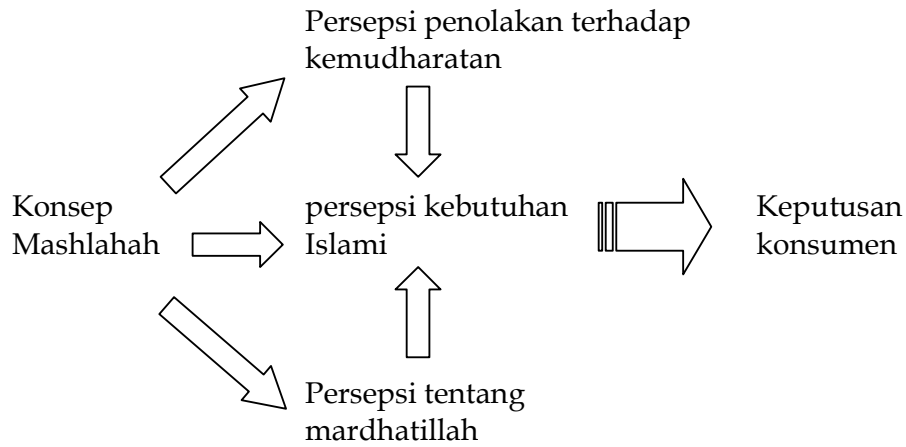 Persepsi penolakan terhadap
kemudharatan
Konsep
Mashlahah
persepsi kebutuhan
Islami
Keputusan
konsumen
Persepsi tentang
mardhatillah